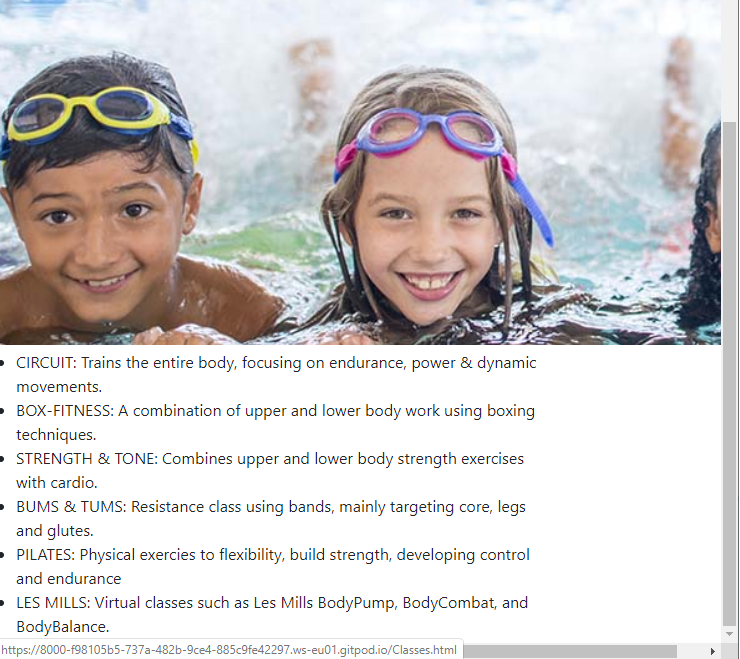 CIRCUIT: Trains the entire body, focusing on endurance, power & dynamic
movements.
BOX-FITNESS: A combination of upper and lower body work using boxing
techniques.
STRENGTH & TONE: Combines upper and lower body strength exercises
with cardio.
BUMS & TUMS: Resistance class using bands, mainly targeting core, legs
and glutes.
PILATES: Physical exercies to flexibility, build strength, developing control
and endurance
LES MILLS: Virtual classes such as Les Mills BodyPump, BodyCombat, and
BodyBalance.
https://8000-f98105b5-737a-482b-9ce4-885c9fe42297.ws-eu01.gitpod.io/Classes.html